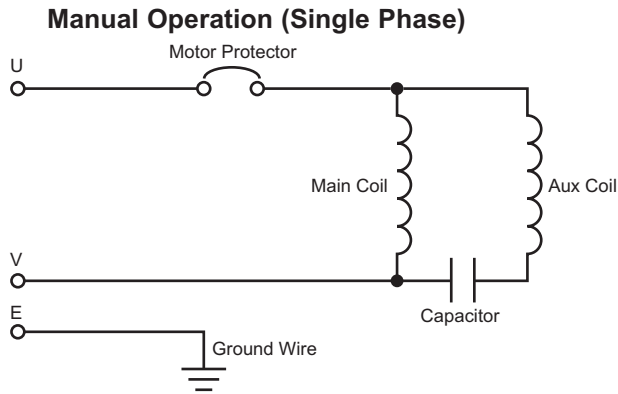 Manual Operation (Single Phase)
Motor Protector
U
Main Coil
Aux Coil
V
Capacitor
E
Ground Wire